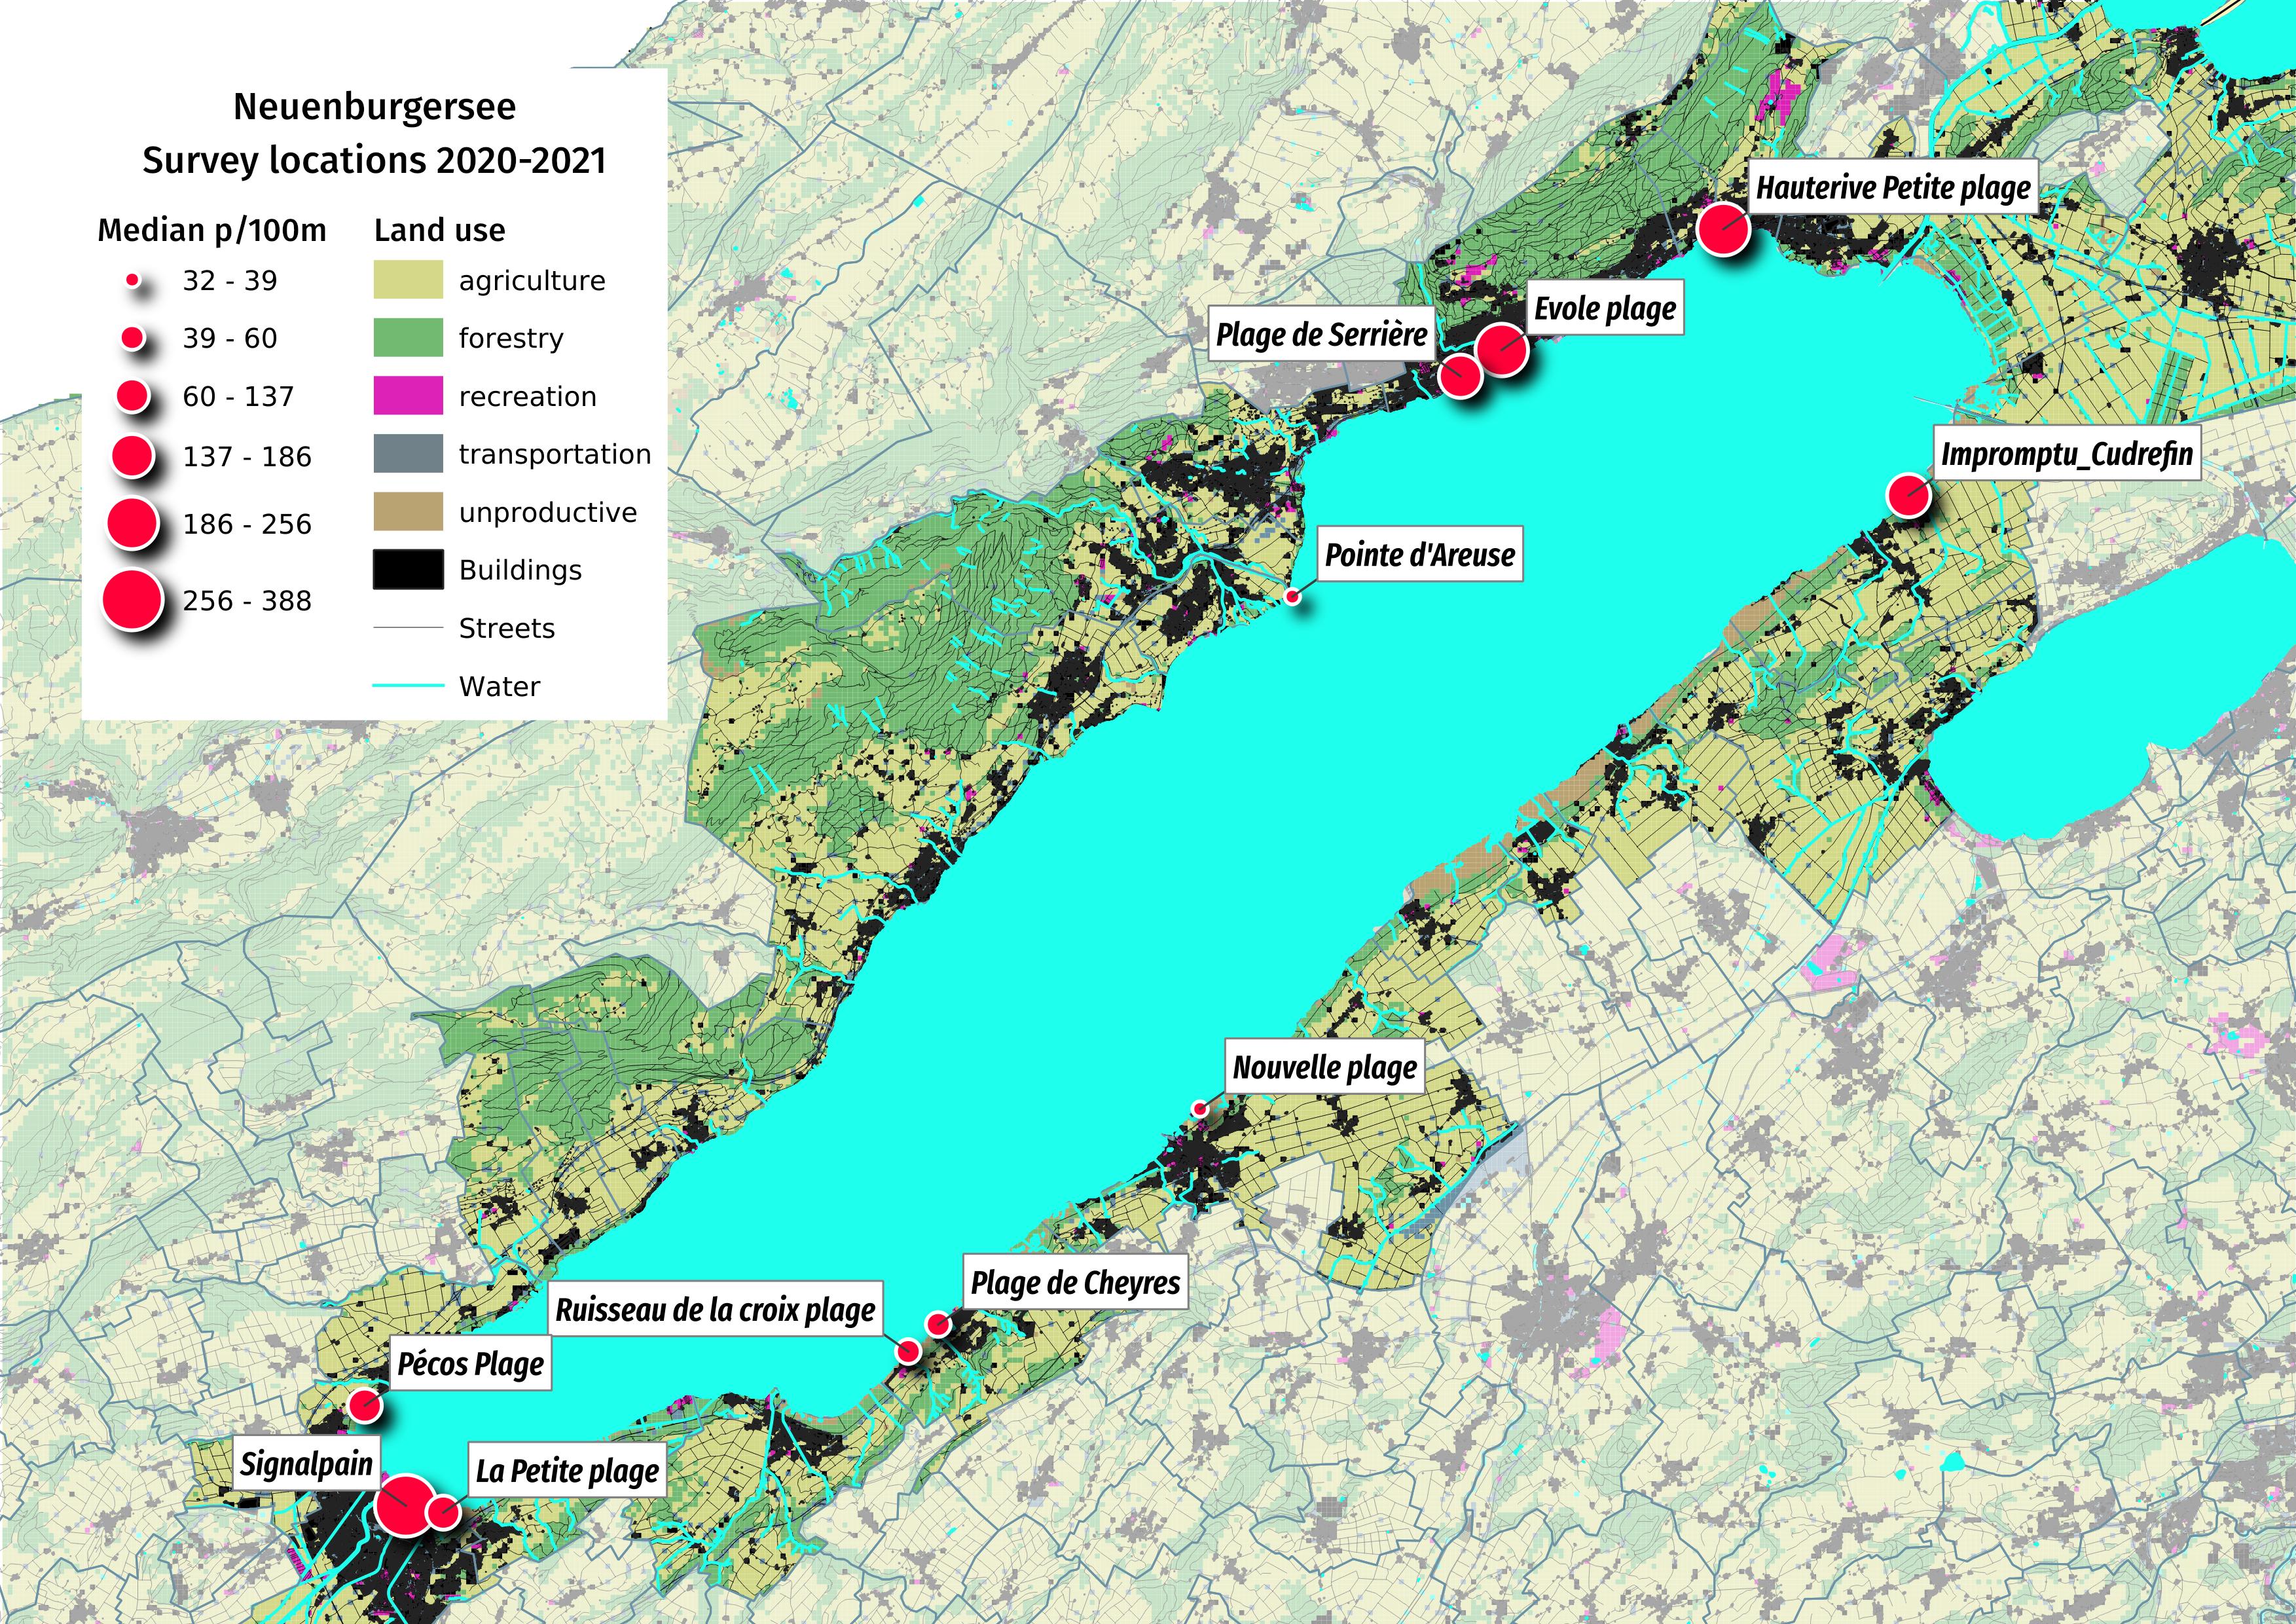 Neuenburgersee
Survey locations 2020-2021
Median p/100m
32 - 39
39 - 60
60 - 137
137 - 186
186 - 256
256 - 388
Land use
agriculture
forestry
recreation
transportation
unproductive
Buildings
Streets
Water
Hauterive Petite plage
Evole plage
Plage de Serrière
Impromptu_Cudrefin
Pointe d'Areuse
Nouvelle plage
Plage de Cheyres
Ruisseau de la croix plage
Pécos Plage
Signalpain
La Petite plage